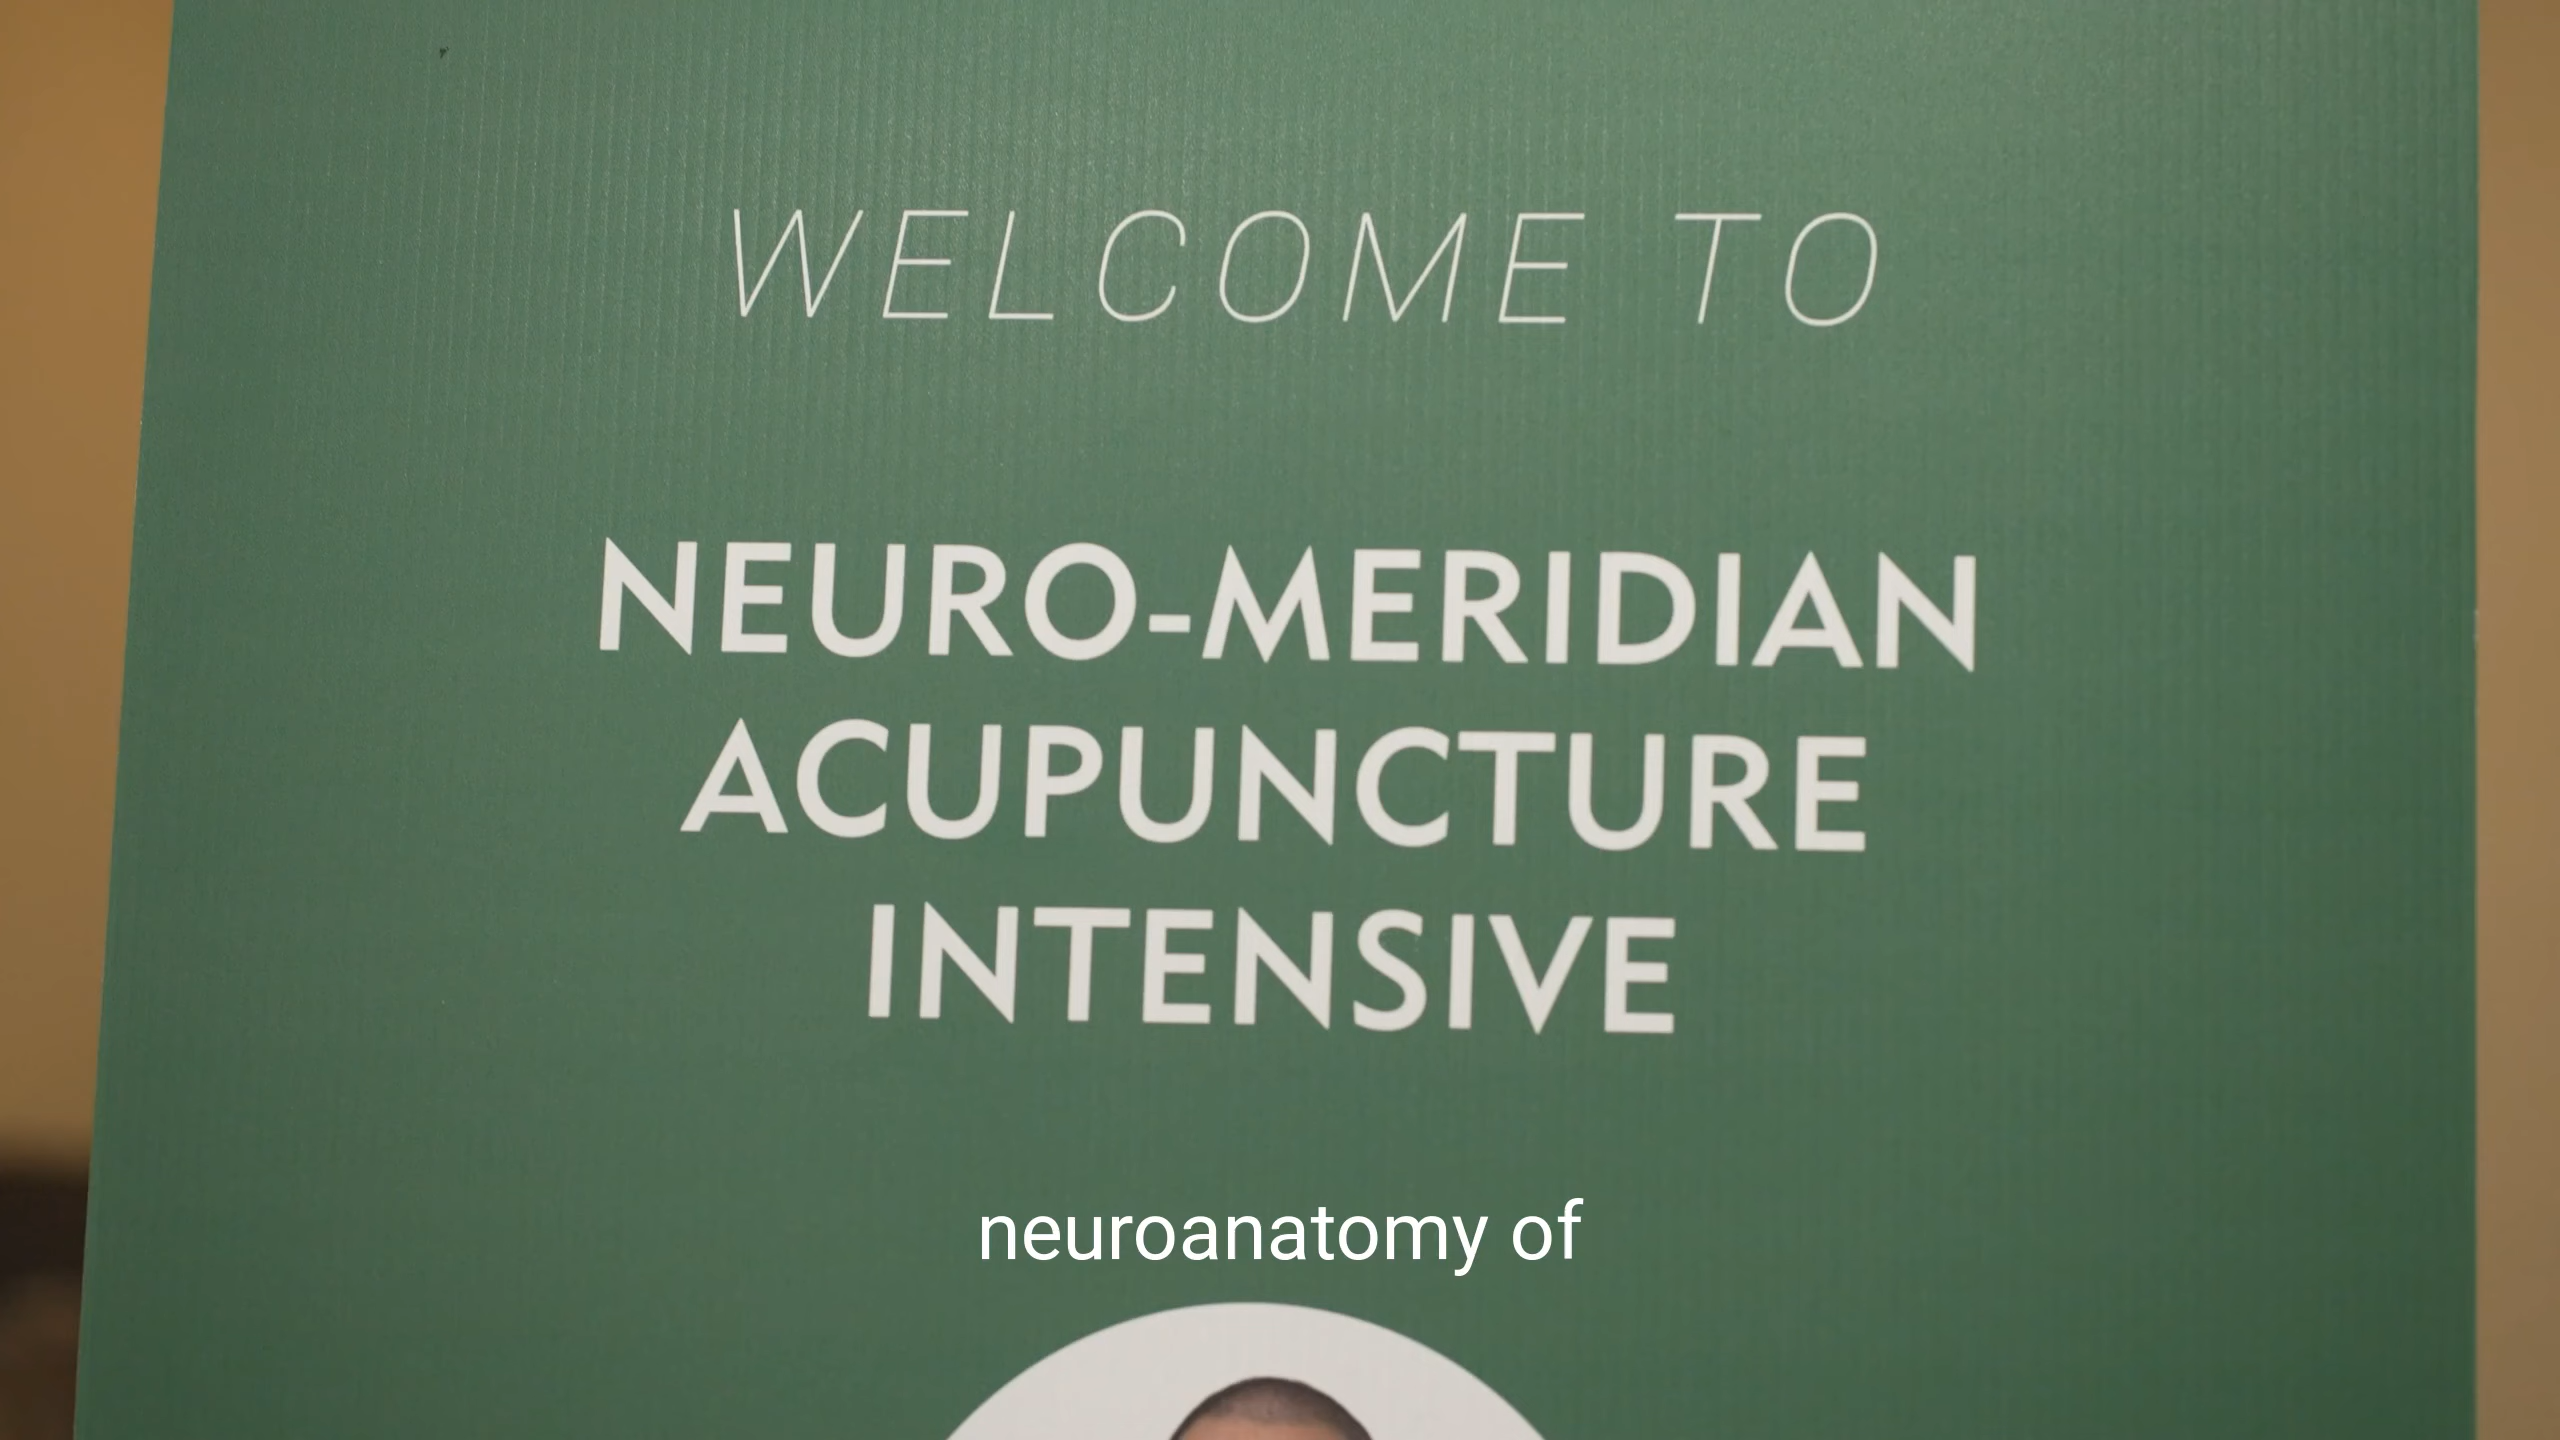 WELCOME TO
NEURO-MERIDIAN
ACUPUNCTURE
INTENSIVE
neuroanatomy of